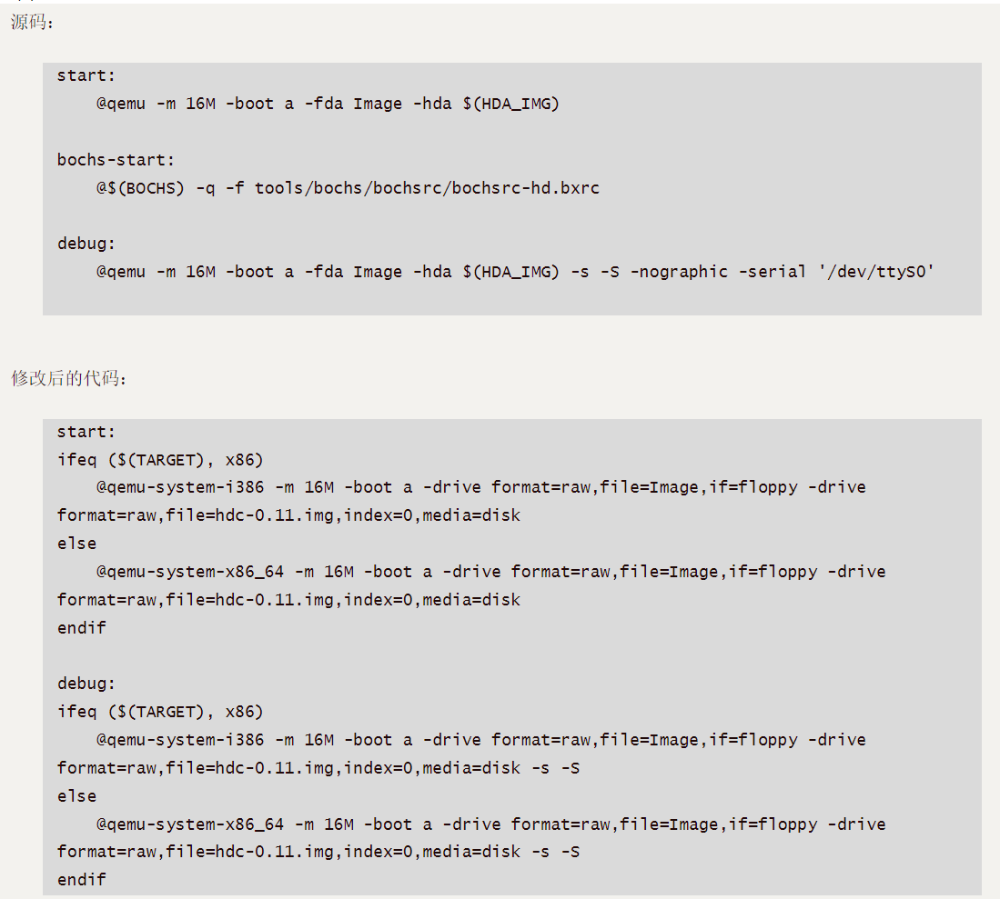 源码：
start:
    @qemu -m 16M -boot a -fda Image -hda $(HDA_IMG)
bochs-start:
    @$(BOCHS) -q -f tools/bochs/bochsrc/bochsrc-hd.bxrc
debug:
    @qemu -m 16M -boot a -fda Image -hda $(HDA_IMG) -s -S -nographic -serial '/dev/ttyS0'
修改后的代码：
start:
ifeq ($(TARGET), x86)
    @qemu-system-i386 -m 16M -boot a -drive format=raw,file=Image,if=floppy -drive
format=raw,file=hdc-0.11.img,index=0,media=disk
else
    @qemu-system-x86_64 -m 16M -boot a -drive format=raw,file=Image,if=floppy -drive
format=raw,file=hdc-0.11.img,index=0,media=disk
endif
debug:
ifeq ($(TARGET), x86)
    @qemu-system-i386 -m 16M -boot a -drive format=raw,file=Image,if=floppy -drive
format=raw,file=hdc-0.11.img,index=0,media=disk -s -S
else
    @qemu-system-x86_64 -m 16M -boot a -drive format=raw,file=Image,if=floppy -drive
format=raw,file=hdc-0.11.img,index=0,media=disk -s -S
endif